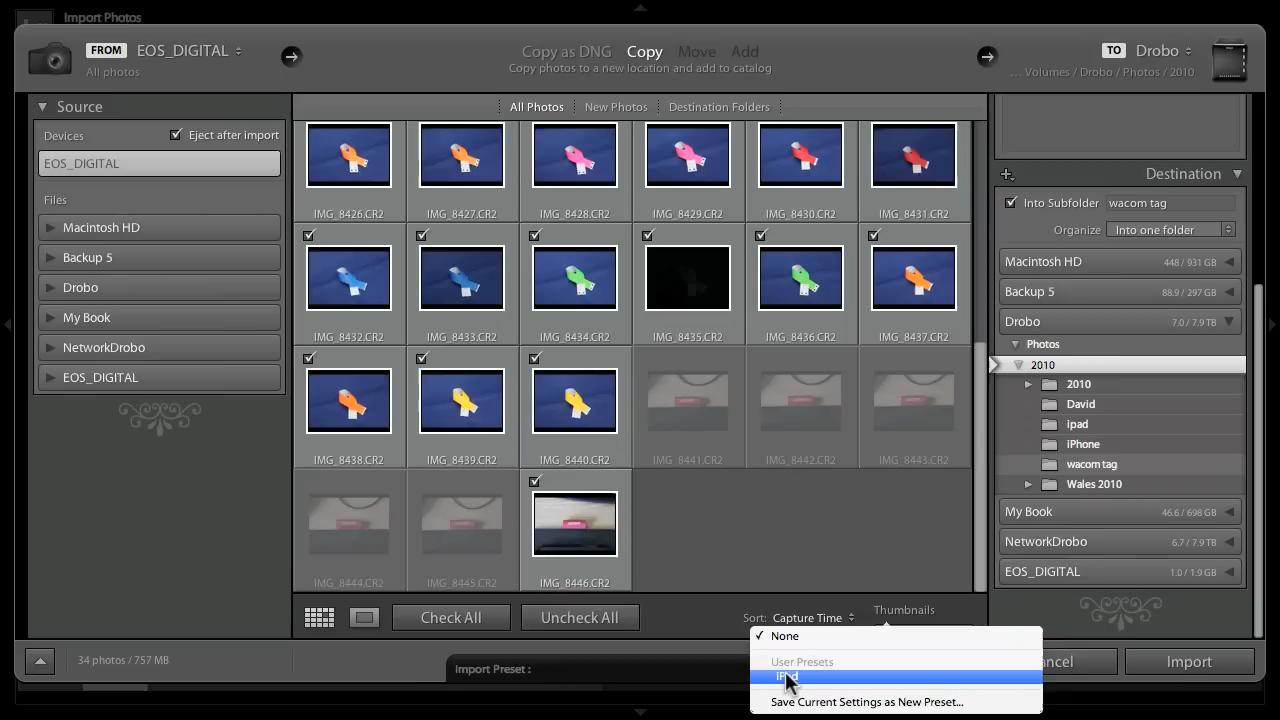 Import Photos
FROM EOS_DIGITAL
All photos
Copy as DNG Copy Move Add
Copy photos to a new location and add to catalog
TO Drobo
... Volumes / Drobo / Photos / 2010
Source
Devices Eject after import
EOS_DIGITAL
Files
Macintosh HD
Backup 5
Drobo
My Book
NetworkDrobo
EOS_DIGITAL
All Photos New Photos Destination Folders
IMG_8426.CR2 IMG_8427.CR2 IMG_8428.CR2 IMG_8429.CR2 IMG_8430.CR2 IMG_8431.CR2
IMG_8432.CR2 IMG_8433.CR2 IMG_8434.CR2 IMG_8435.CR2 IMG_8436.CR2 IMG_8437.CR2
IMG_8438.CR2 IMG_8439.CR2 IMG_8440.CR2 IMG_8441.CR2 IMG_8442.CR2 IMG_8443.CR2
IMG_8444.CR2 IMG_8445.CR2 IMG_8446.CR2
Check All Uncheck All Sort: Capture Time Thumbnails
Destination
Into Subfolder wacom tag
Organize Into one folder
Macintosh HD 448 / 931 GB
Backup 5 88.9 / 297 GB
Drobo 7.0 / 7.9 TB
Photos
2010
2010
David
ipad
iPhone
wacom tag
Wales 2010
My Book 46.6 / 698 GB
NetworkDrobo 6.7 / 7.9 TB
EOS_DIGITAL 1.0 / 1.9 GB
34 photos / 757 MB
Import Preset :
None
User Presets
Save Current Settings as New Preset...
Import